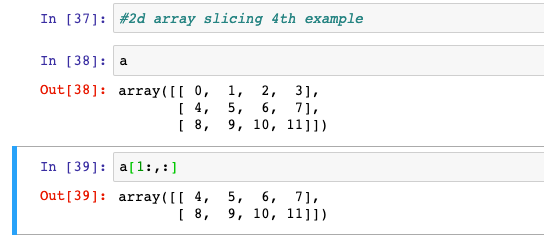 In [37]: #2d array slicing 4th example
In [38]: a
Out[38]: array([[ 0,  1,  2,  3],
       [ 4,  5,  6,  7],
       [ 8,  9, 10, 11]])
In [39]: a[1:,:]
Out[39]: array([[ 4,  5,  6,  7],
       [ 8,  9, 10, 11]])